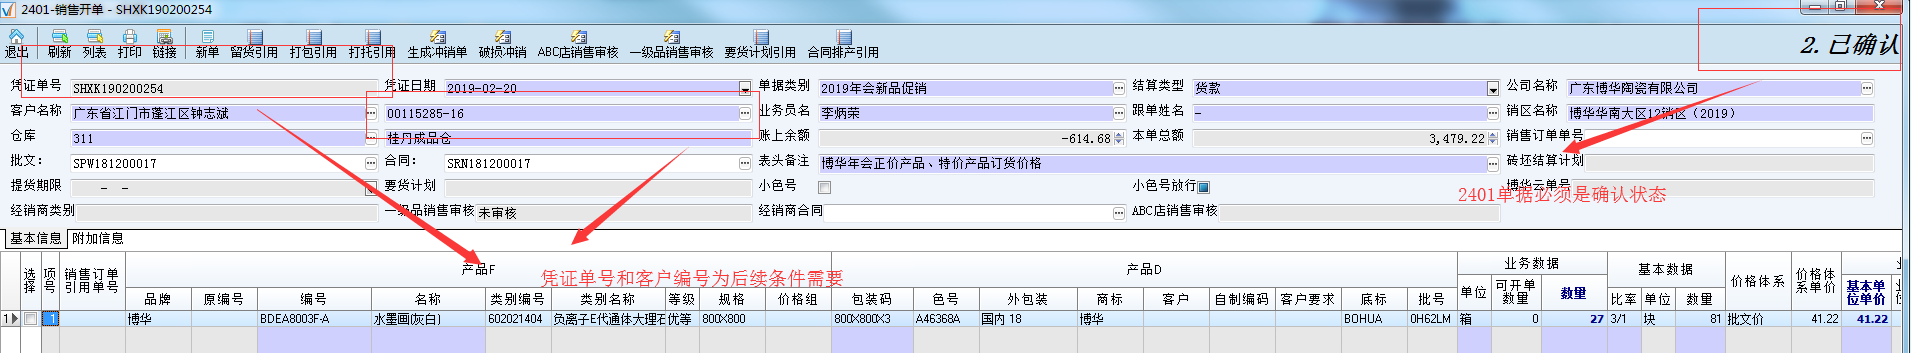 2401-销售开单 - SHXK190200254
退出 刷新 列表 打印 链接 新单 留货引用 打包引用 打托引用 生成冲销单 破损冲销 ABC店销售审核 一级品销售审核 要货计划引用 合同排产引用
2.已确认
凭证单号 SHXK190200254 凭证日期 2019-02-20 单据类别 2019年会新品促销 结算类型 货款 公司名称 广东博华陶瓷有限公司
客户名称 广东省江门市蓬江区钟志斌 00115285-16 业务员名 李炳荣 跟单姓名 - 销区名称 博华华南大区12销区（2019）
仓库 311 桂丹成品仓 账上余额 -614.68 本单总额 3,479.22 销售订单单号
批文: SPW181200017 合同: SRN181200017 表头备注 博华年会正价产品、特价产品订货价格 砖坯结算计划
提货期限 - - 要货计划 小色号 小色号放行 博华云单号
2401单据必须是确认状态
经销商类别 一级品销售审核 未审核 经销商合同 ABC店销售审核
基本信息 附加信息
凭证单号和客户编号为后续条件需要
选择 项号 销售订单引用单号 产品F 产品D 业务数据 基本数据 价格体系 价格体系单价 基本单位单价
品牌 原编号 编号 名称 类别编号 类别名称 等级 规格 价格组 包装码 色号 外包装 商标 客户 自制编码 客户要求 底标 批号 单位 可开单数量 数量 比率 单位 数量
1 1 博华 BDEA8003F-A 水墨画(灰白) 602021404 负离子E代通体大理石 优等 800X800 800X800X3 A46368A 国内 18 博华 BOHUA 0H62LM 箱 0 27 3/1 块 81 批文价 41.22 41.22